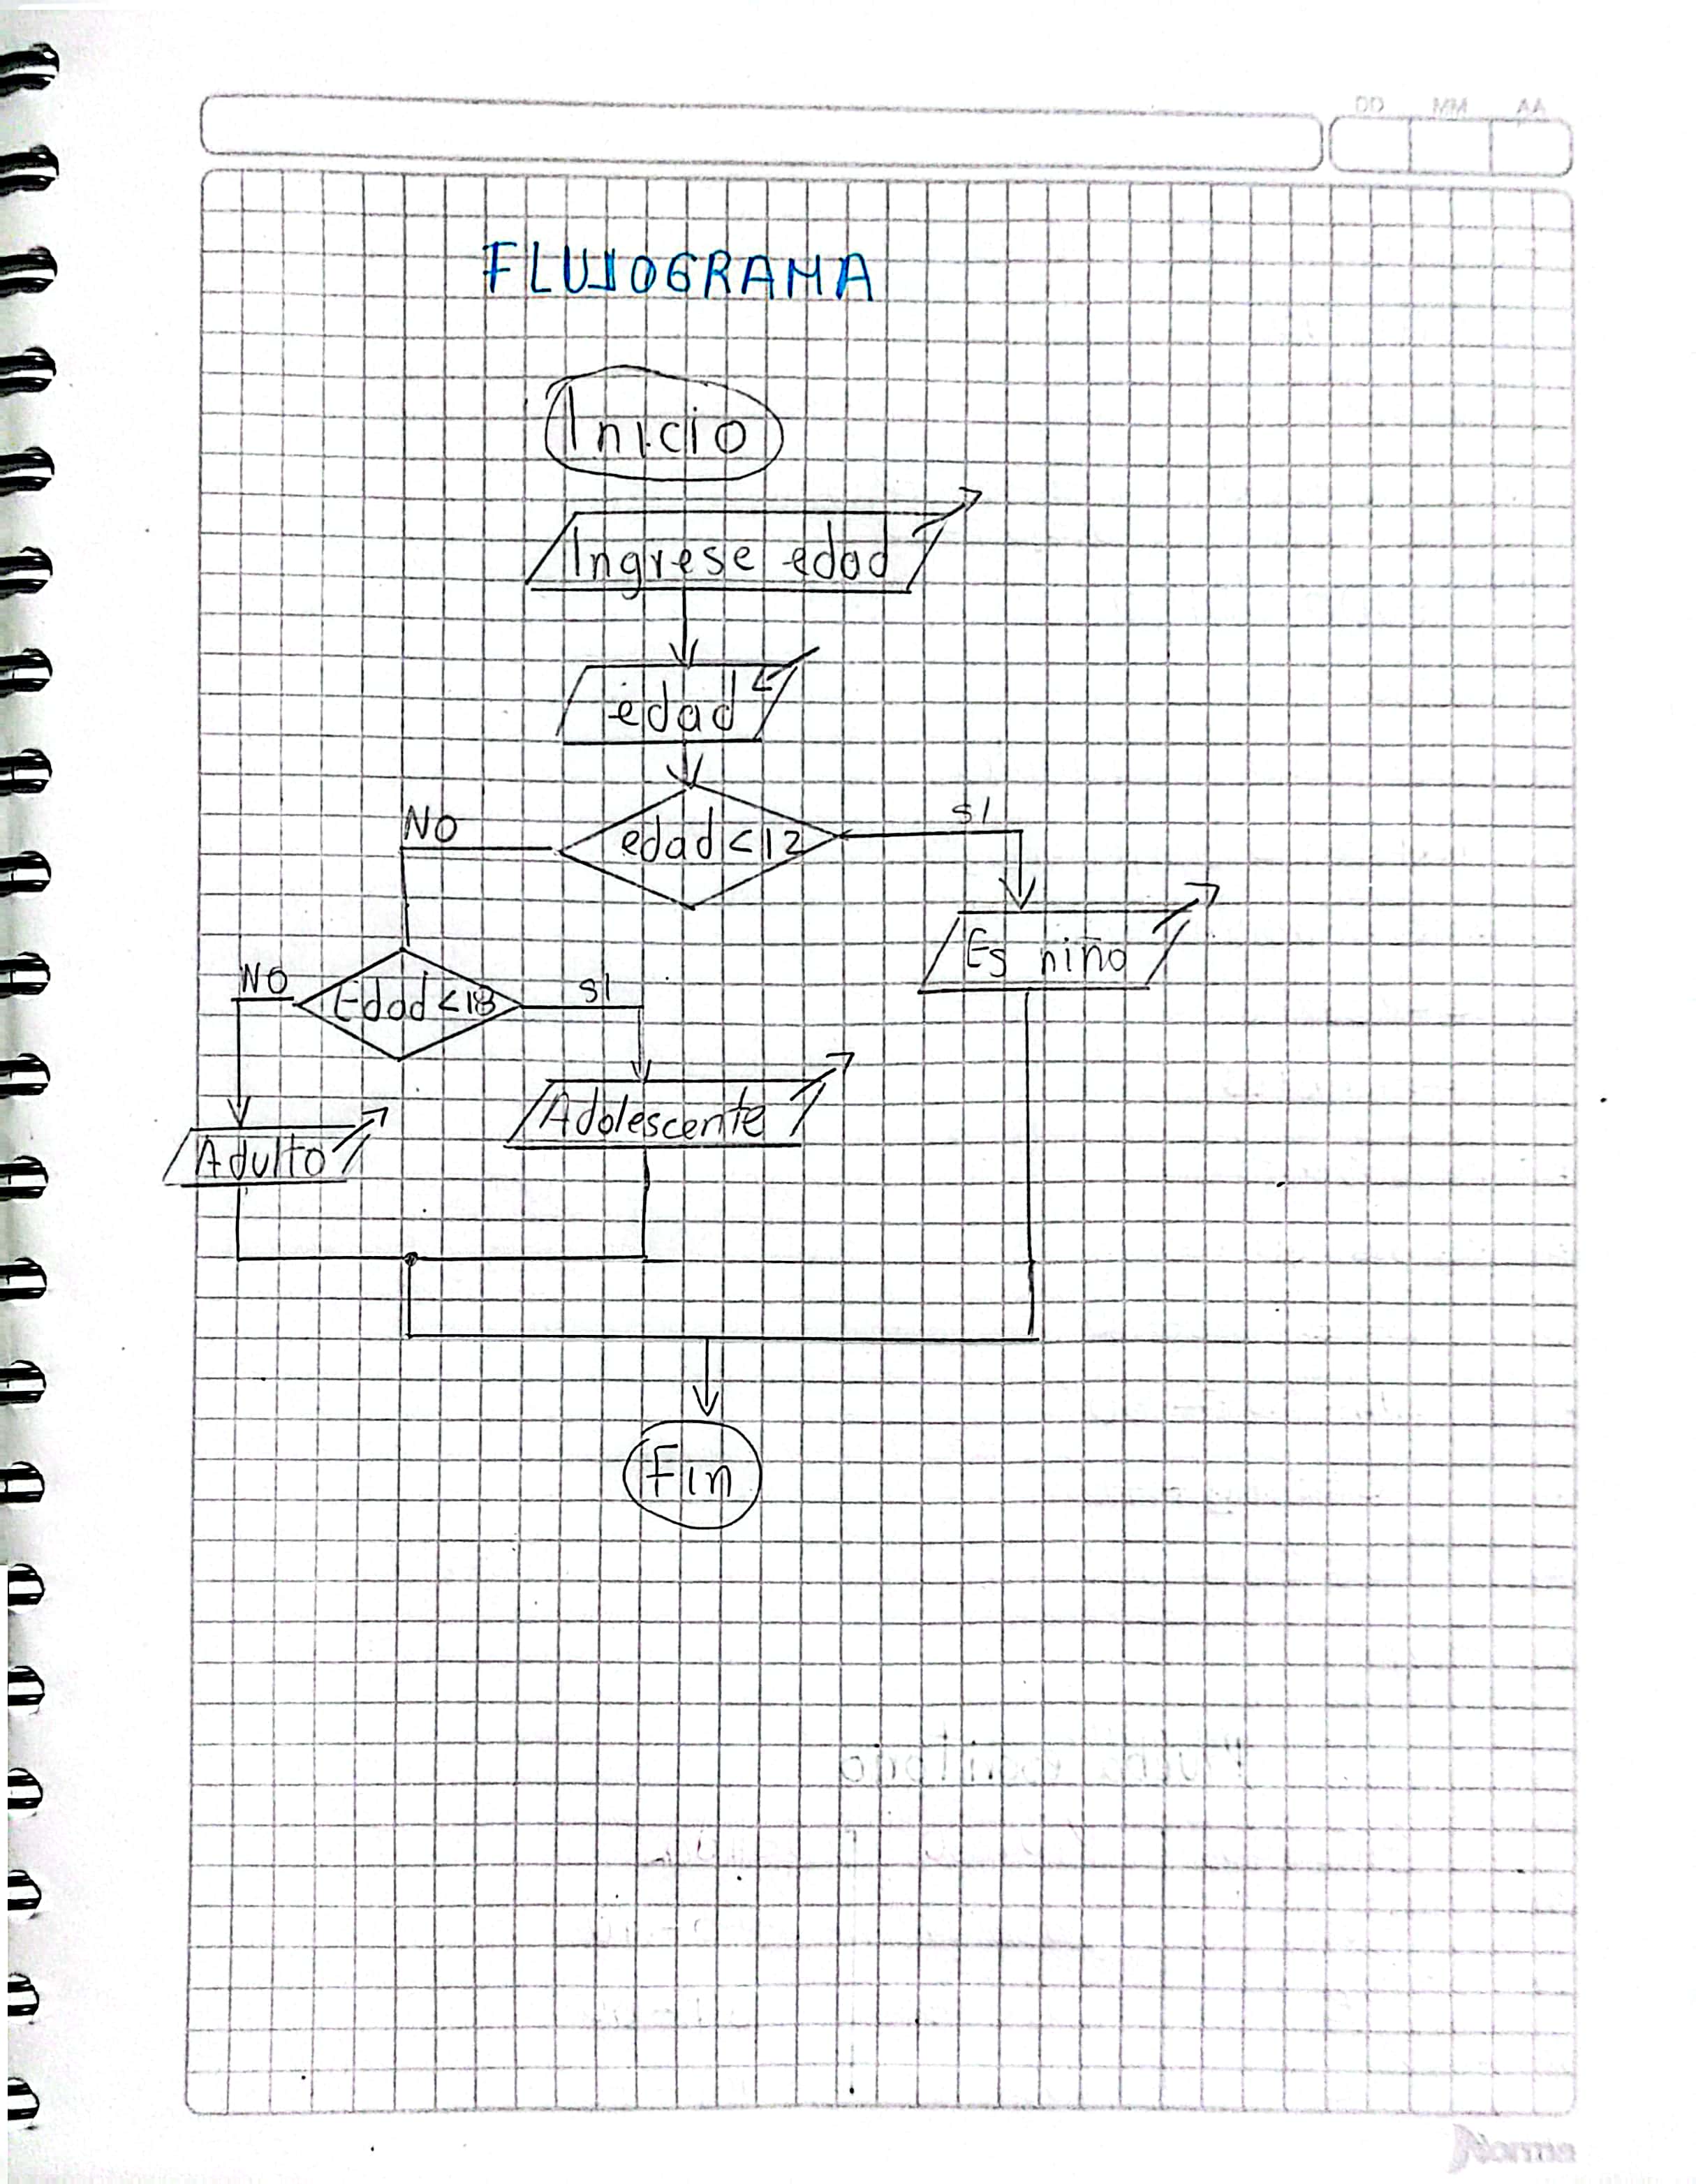 DD MM AA
FLUJOGRAMA
Inicio
Ingrese edad
edad
NO edad < 12 SI
Es niño
NO Edad < 18 SI
Adolescente
Adulto
Fin
Norma